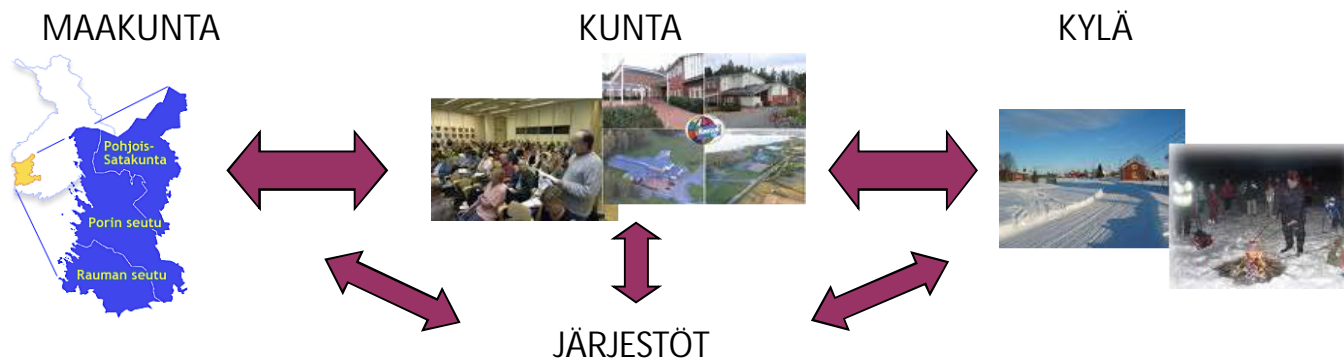 MAAKUNTA
KUNTA
KYLÄ
Pohjois-
Satakunta
Porin seutu
Rauman seutu
JÄRJESTÖT